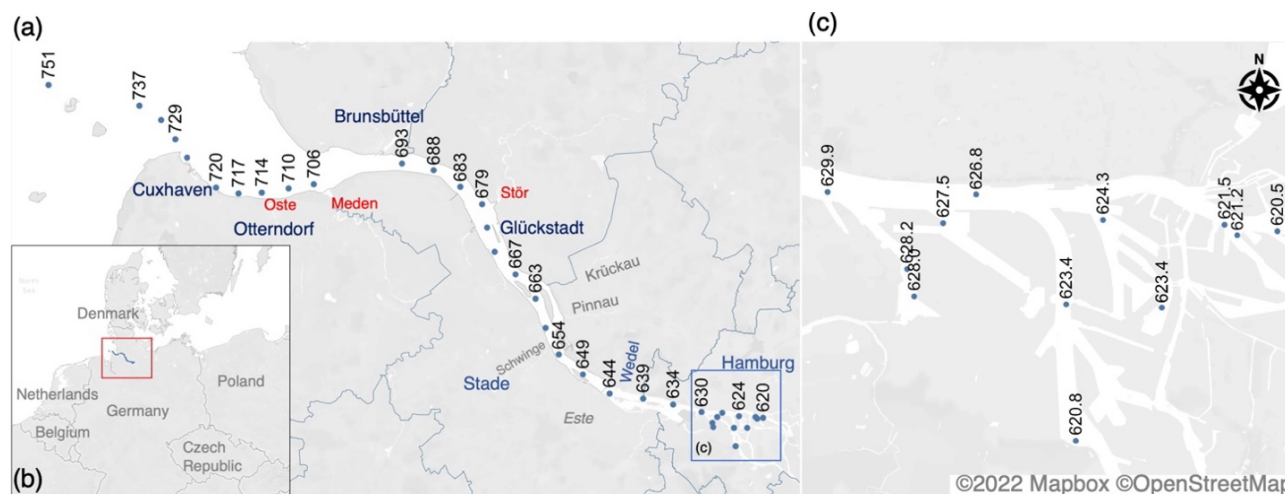 (a)
751
737
729
720
717
714
710
706
Brunsbüttel
693
688
683
679
Stör
Cuxhaven
Oste
Meden
Otterndorf
Glückstadt
667
663
Krückau
Pinnau
654
Schwinge
649
644
Wedel
639
634
Stade
Este
Hamburg
630
624
620
(c)
North
Sea
Denmark
Netherlands
Belgium
Germany
Poland
Czech
Republic
(b)
(c)
N
629.9
628.2
628.0
627.5
626.8
624.3
623.4
623.4
621.5
621.2
620.5
620.8
©2022 Mapbox ©OpenStreetMap